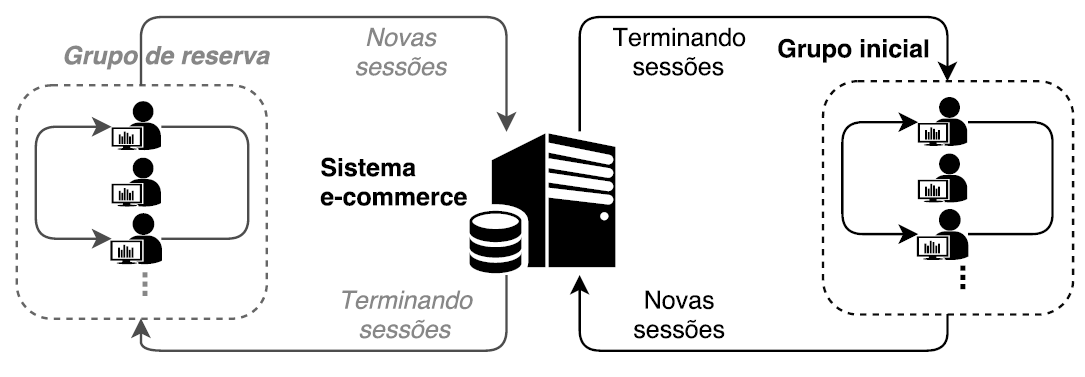 Grupo de reserva
Novas
sessões
Terminando
sessões
Grupo inicial
Sistema
e-commerce
Terminando
sessões
Novas
sessões